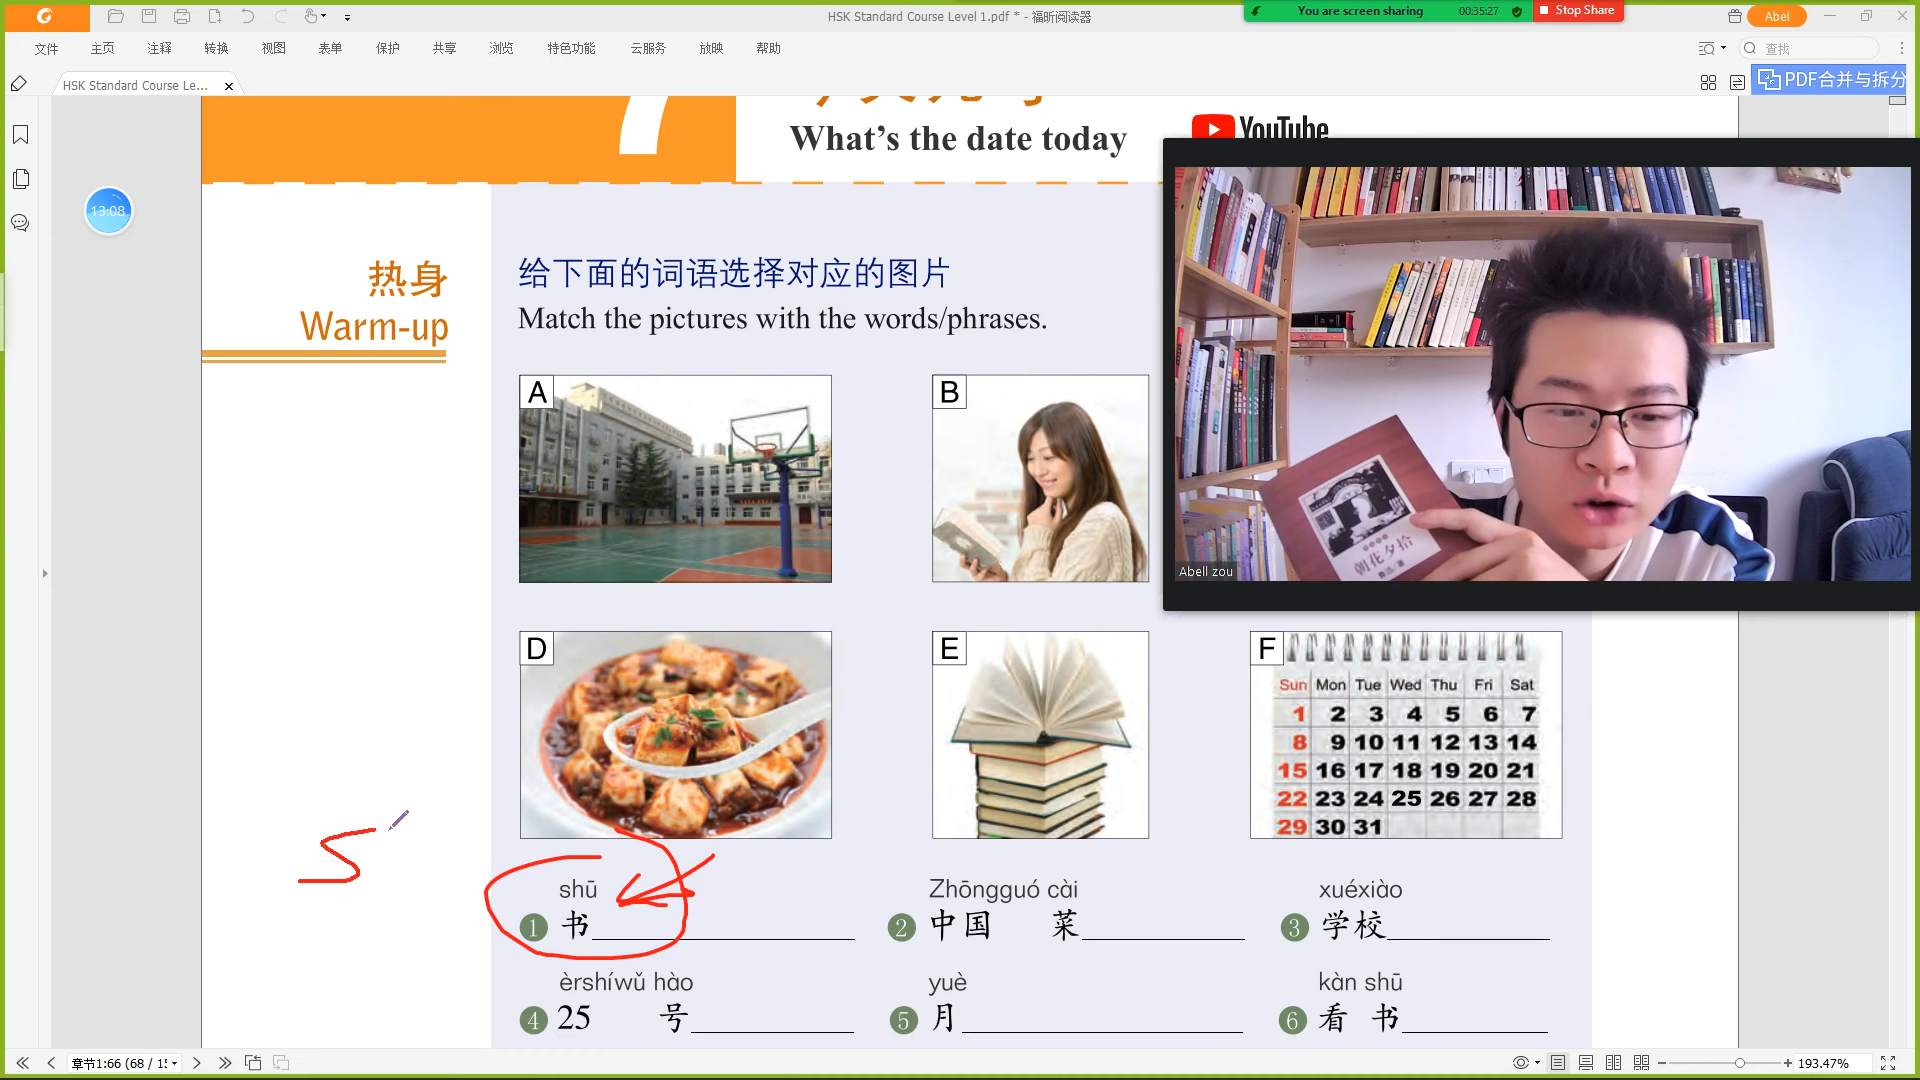 HSK Standard Course Level 1.pdf * - 福昕阅读器
You are screen sharing
00:35:27
Stop Share
Abel
文件 主页 注释 转换 视图 表单 保护 共享 浏览 特色功能 云服务 放映 帮助
查找
HSK Standard Course Le...
PDF合并与拆分
7
What's the date today
YouTube
13:08
热身
Warm-up
给下面的词语选择对应的图片
Match the pictures with the words/phrases.
A
B
朝花夕拾
Abell zou
D
E
F
Sun Mon Tue Wed Thu Fri Sat
1 2 3 4 5 6 7
8 9 10 11 12 13 14
15 16 17 18 19 20 21
22 23 24 25 26 27 28
29 30 31
shū
1 书
Zhōngguó cài
2 中国 菜
xuéxiào
3 学校
èrshíwǔ hào
4 25 号
yuè
5 月
kàn shū
6 看 书
章节1:66 (68 / 15
193.47%